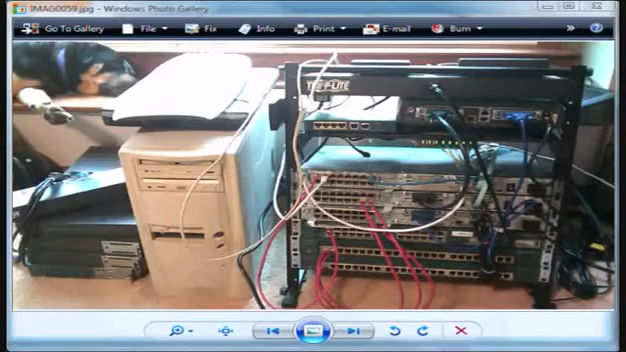 IMAG0059.jpg - Windows Photo Gallery
Go To Gallery File Fix Info Print E-mail Burn »
TRIPP-LITE